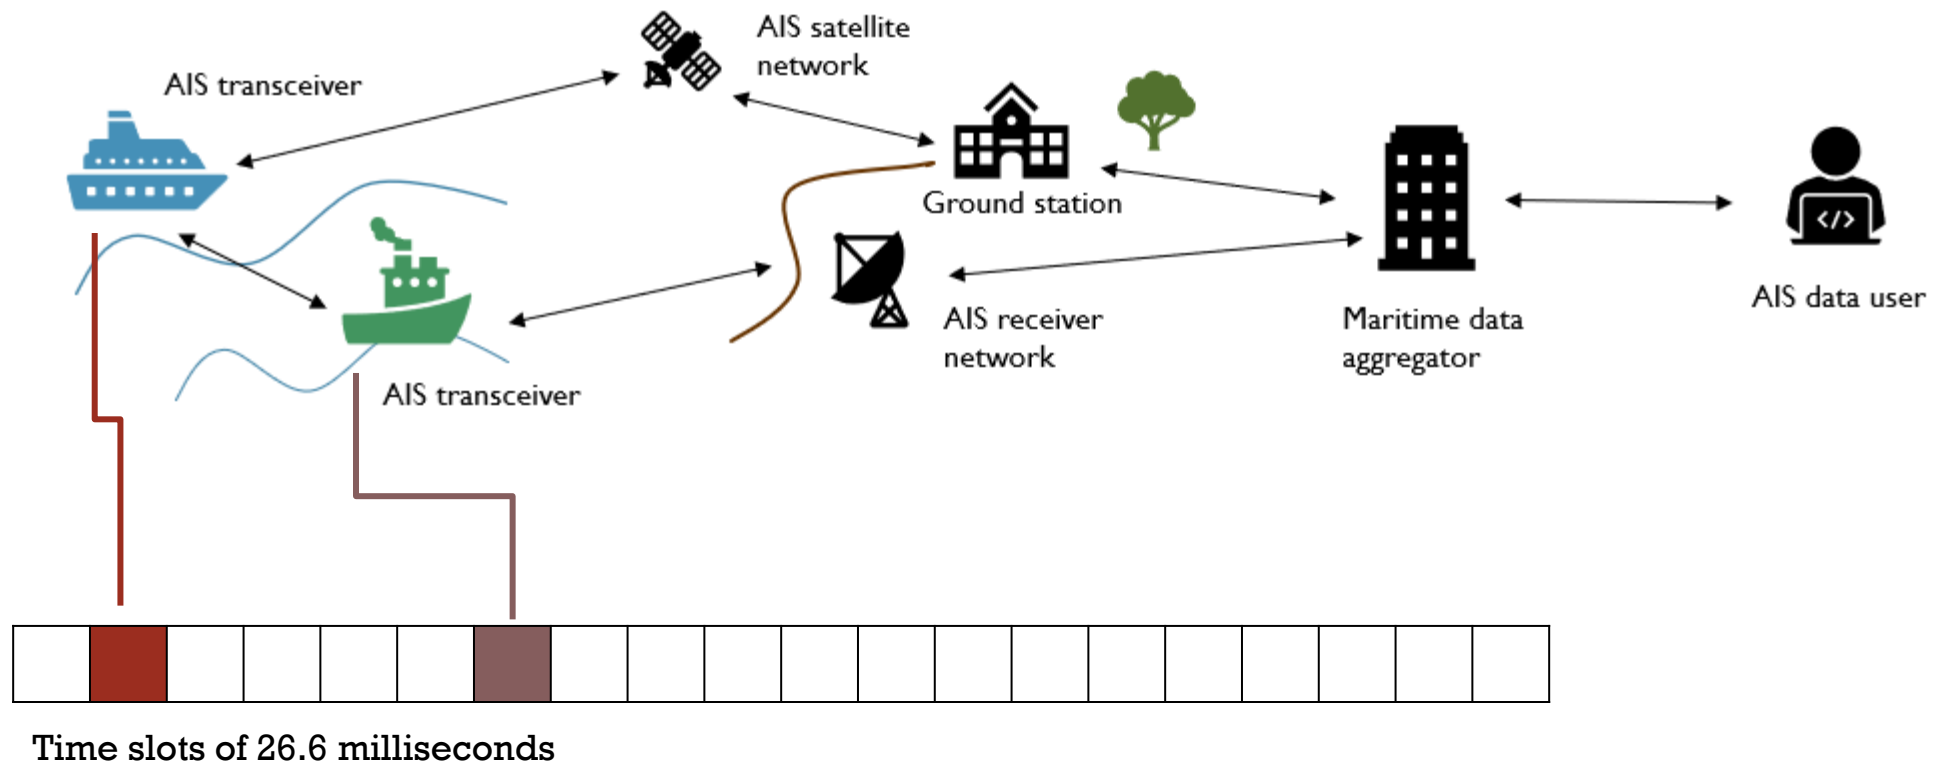 AIS satellite
network
AIS transceiver
Ground station
</>
AIS data user
AIS receiver
network
Maritime data
aggregator
AIS transceiver
Time slots of 26.6 milliseconds